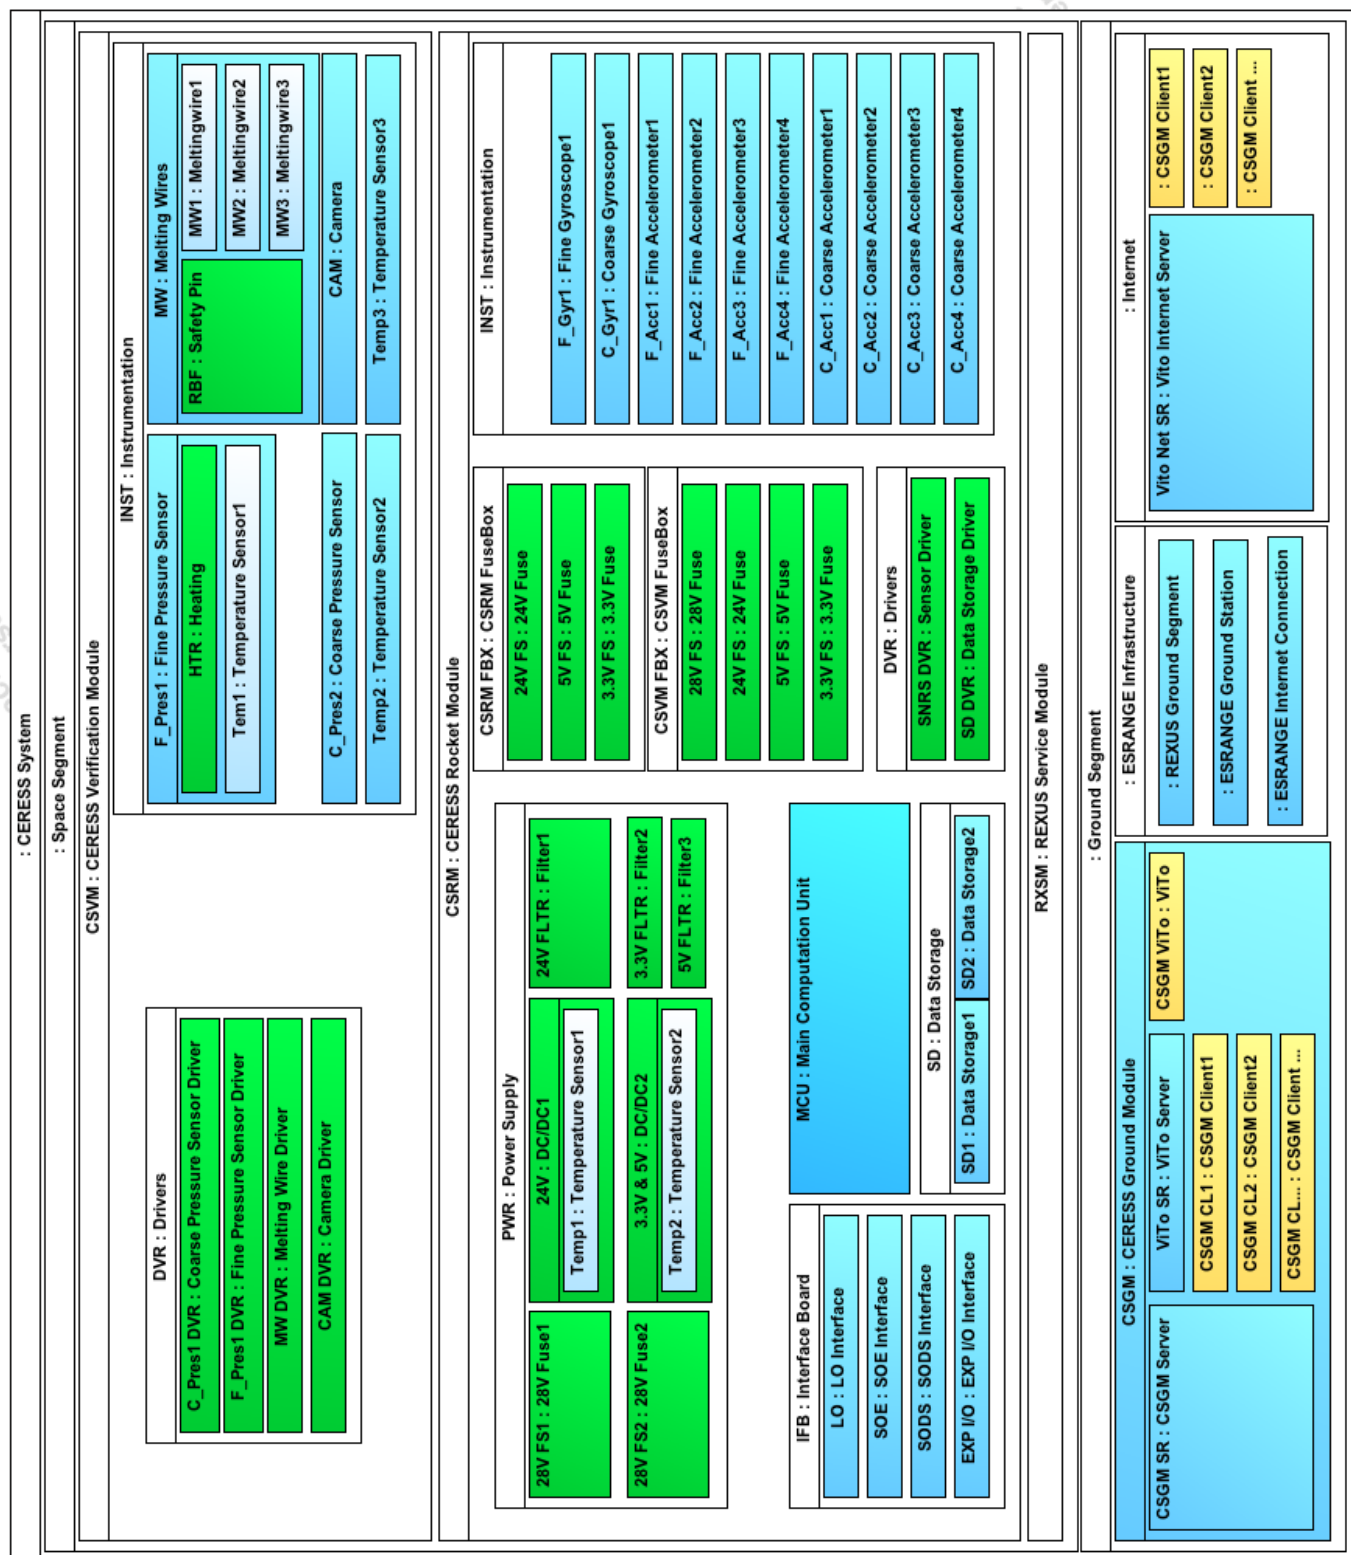 : CERESS System
: Space Segment
CSVM : CERESS Verification Module
DVR : Drivers
C_Pres1 DVR : Coarse Pressure Sensor Driver
F_Pres1 DVR : Fine Pressure Sensor Driver
MW DVR : Melting Wire Driver
CAM DVR : Camera Driver
INST : Instrumentation
F_Pres1 : Fine Pressure Sensor
HTR : Heating
Tem1 : Temperature Sensor1
C_Pres2 : Coarse Pressure Sensor
Temp2 : Temperature Sensor2
MW : Melting Wires
RBF : Safety Pin
MW1 : Meltingwire1
MW2 : Meltingwire2
MW3 : Meltingwire3
CAM : Camera
Temp3 : Temperature Sensor3
CSRM : CERESS Rocket Module
PWR : Power Supply
28V FS1 : 28V Fuse1
28V FS2 : 28V Fuse2
24V : DC/DC1
Temp1 : Temperature Sensor1
3.3V & 5V : DC/DC2
Temp2 : Temperature Sensor2
24V FLTR : Filter1
3.3V FLTR : Filter2
5V FLTR : Filter3
IFB : Interface Board
LO : LO Interface
SOE : SOE Interface
SODS : SODS Interface
EXP I/O : EXP I/O Interface
MCU : Main Computation Unit
SD : Data Storage
SD1 : Data Storage1
SD2 : Data Storage2
CSRM FBX : CSRM FuseBox
24V FS : 24V Fuse
5V FS : 5V Fuse
3.3V FS : 3.3V Fuse
CSVM FBX : CSVM FuseBox
28V FS : 28V Fuse
24V FS : 24V Fuse
5V FS : 5V Fuse
3.3V FS : 3.3V Fuse
DVR : Drivers
SNRS DVR : Sensor Driver
SD DVR : Data Storage Driver
INST : Instrumentation
F_Gyr1 : Fine Gyroscope1
C_Gyr1 : Coarse Gyroscope1
F_Acc1 : Fine Accelerometer1
F_Acc2 : Fine Accelerometer2
F_Acc3 : Fine Accelerometer3
F_Acc4 : Fine Accelerometer4
C_Acc1 : Coarse Accelerometer1
C_Acc2 : Coarse Accelerometer2
C_Acc3 : Coarse Accelerometer3
C_Acc4 : Coarse Accelerometer4
RXSM : REXUS Service Module
: Ground Segment
CSGM : CERESS Ground Module
CSGM SR : CSGM Server
ViTo SR : ViTo Server
CSGM ViTo : ViTo
CSGM CL1 : CSGM Client1
CSGM CL2 : CSGM Client2
CSGM CL... : CSGM Client ...
: ESRANGE Infrastructure
: REXUS Ground Segment
: ESRANGE Ground Station
: ESRANGE Internet Connection
: Internet
Vito Net SR : Vito Internet Server
: CSGM Client1
: CSGM Client2
: CSGM Client ...